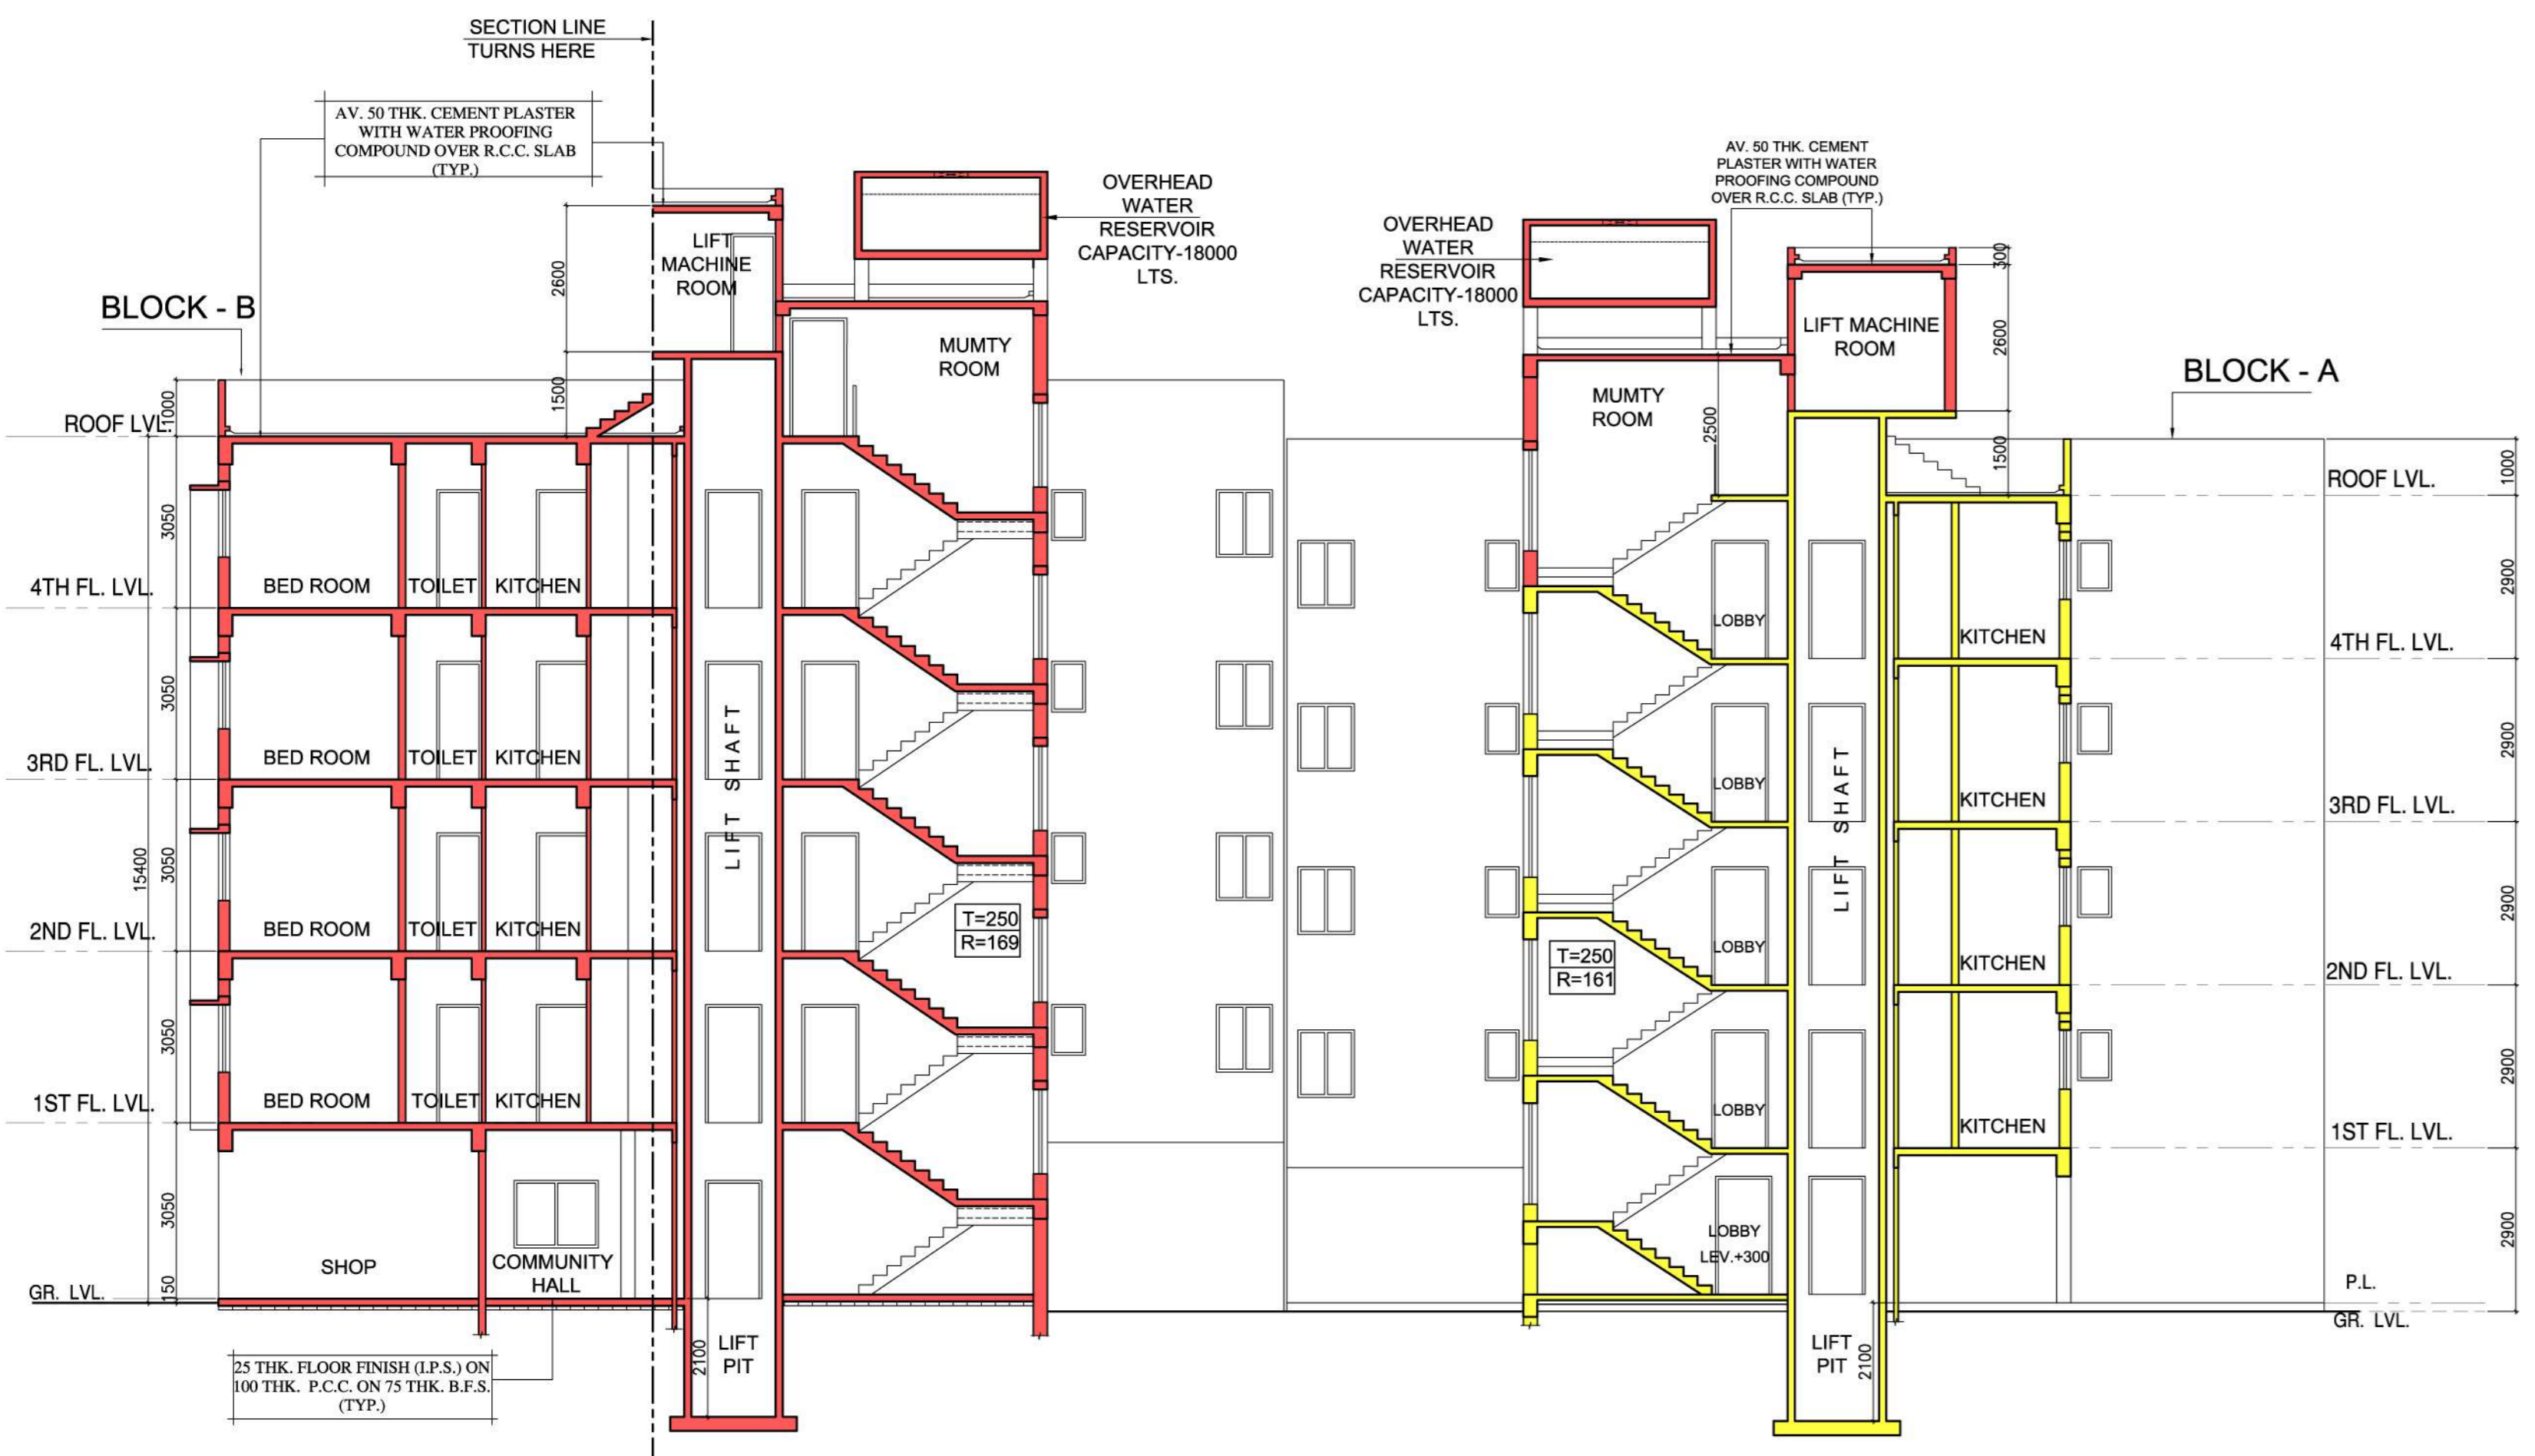 SECTION LINE
TURNS HERE
AV. 50 THK. CEMENT PLASTER
WITH WATER PROOFING
COMPOUND OVER R.C.C. SLAB
(TYP.)
BLOCK - B
LIFT
MACHINE
ROOM
2600
1500
OVERHEAD
WATER
RESERVOIR
CAPACITY-18000
LTS.
MUMTY
ROOM
OVERHEAD
WATER
RESERVOIR
CAPACITY-18000
LTS.
AV. 50 THK. CEMENT
PLASTER WITH WATER
PROOFING COMPOUND
OVER R.C.C. SLAB (TYP.)
LIFT MACHINE
ROOM
300
2600
1500
MUMTY
ROOM
2500
BLOCK - A
ROOF LVL.
1000
4TH FL. LVL.
3RD FL. LVL.
2ND FL. LVL.
1ST FL. LVL.
GR. LVL.
15400
3050
3050
3050
3050
3050
150
BED ROOM TOILET KITCHEN
BED ROOM TOILET KITCHEN
BED ROOM TOILET KITCHEN
BED ROOM TOILET KITCHEN
SHOP
COMMUNITY
HALL
25 THK. FLOOR FINISH (I.P.S.) ON
100 THK. P.C.C. ON 75 THK. B.F.S.
(TYP.)
LIFT SHAFT
2100
LIFT
PIT
T=250
R=169
T=250
R=161
LOBBY
LOBBY
LOBBY
LOBBY
LOBBY
LEV.+300
LIFT SHAFT
LIFT
PIT
2100
KITCHEN
KITCHEN
KITCHEN
KITCHEN
ROOF LVL.
4TH FL. LVL.
3RD FL. LVL.
2ND FL. LVL.
1ST FL. LVL.
P.L.
GR. LVL.
1000
2900
2900
2900
2900
2900